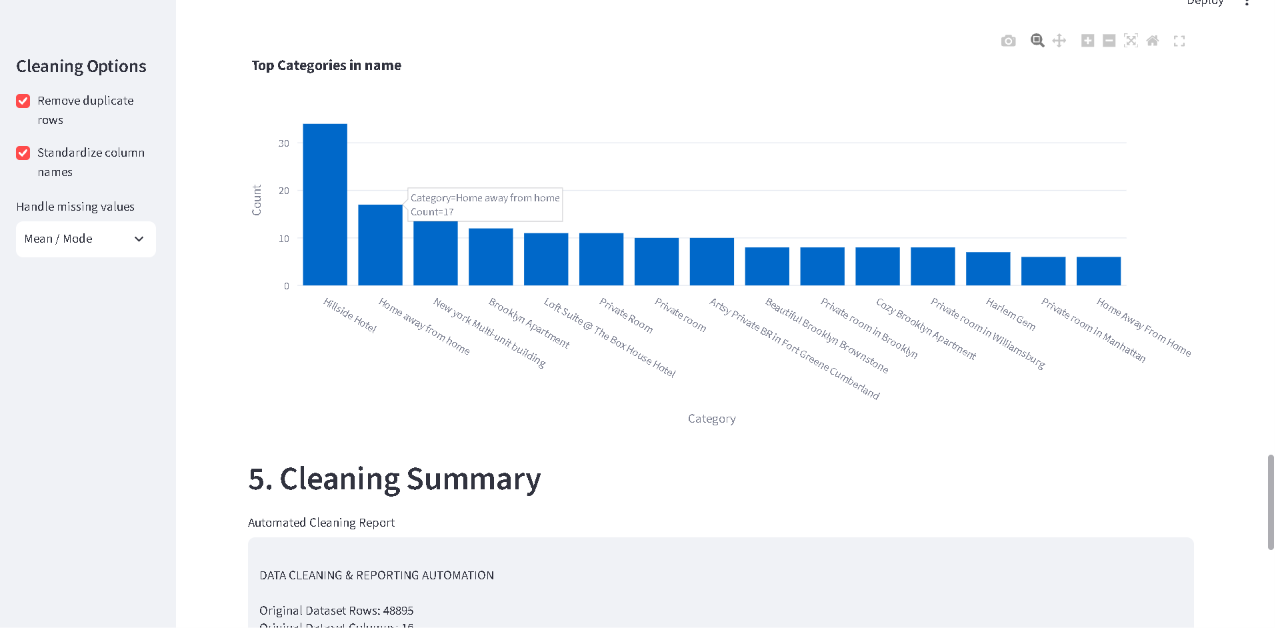 Deploy
Cleaning Options
Remove duplicate
rows
Standardize column
names
Handle missing values
Mean / Mode
Top Categories in name
Count
30
20
10
0
Category=Home away from home
Count=17
Hillside Hotel
Home away from home
New york Multi-unit building
Brooklyn Apartment
Loft Suite @ The Box House Hotel
Private Room
Private room
Artsy Private BR in Fort Greene Cumberland
Beautiful Brooklyn Brownstone
Private room in Brooklyn
Cozy Brooklyn Apartment
Private room in Williamsburg
Harlem Gem
Private room in Manhattan
Home Away From Home
Category
5. Cleaning Summary
Automated Cleaning Report
DATA CLEANING & REPORTING AUTOMATION
Original Dataset Rows: 48895
Original Dataset Columns: 16